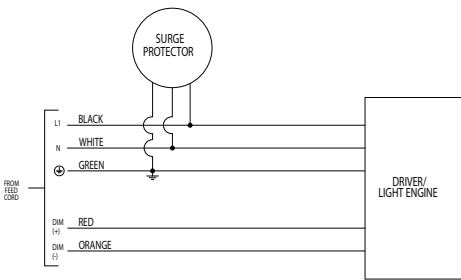 SURGE
PROTECTOR
L1 BLACK
N WHITE
GREEN
FROM
FEED
CORD
DIM
(+)
RED
DIM
(-)
ORANGE
DRIVER/
LIGHT ENGINE